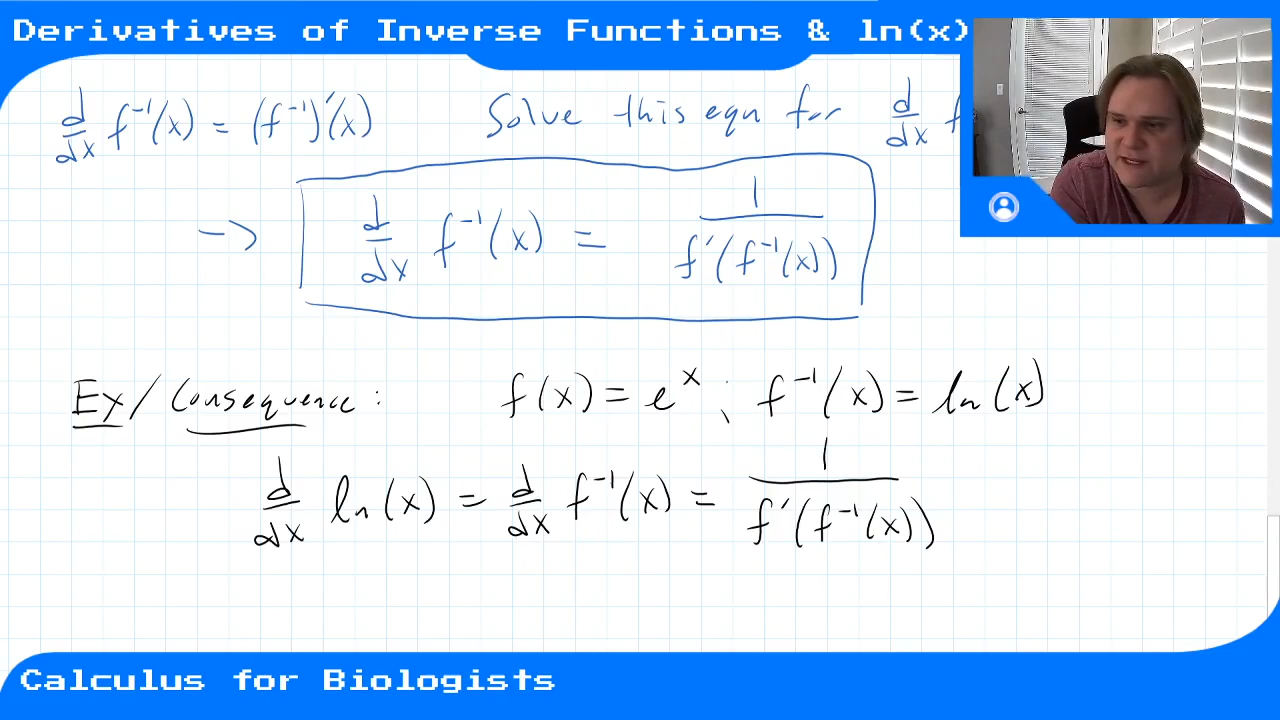 Derivatives of Inverse Functions & ln(x)
d/dx f⁻¹(x) = (f⁻¹)′(x) Solve this eqn for d/dx f
→ d/dx f⁻¹(x) = 1/f′(f⁻¹(x))
Ex/Consequence: f(x) = eˣ ; f⁻¹(x) = ln(x)
d/dx ln(x) = d/dx f⁻¹(x) = 1/f′(f⁻¹(x))
Calculus for Biologists